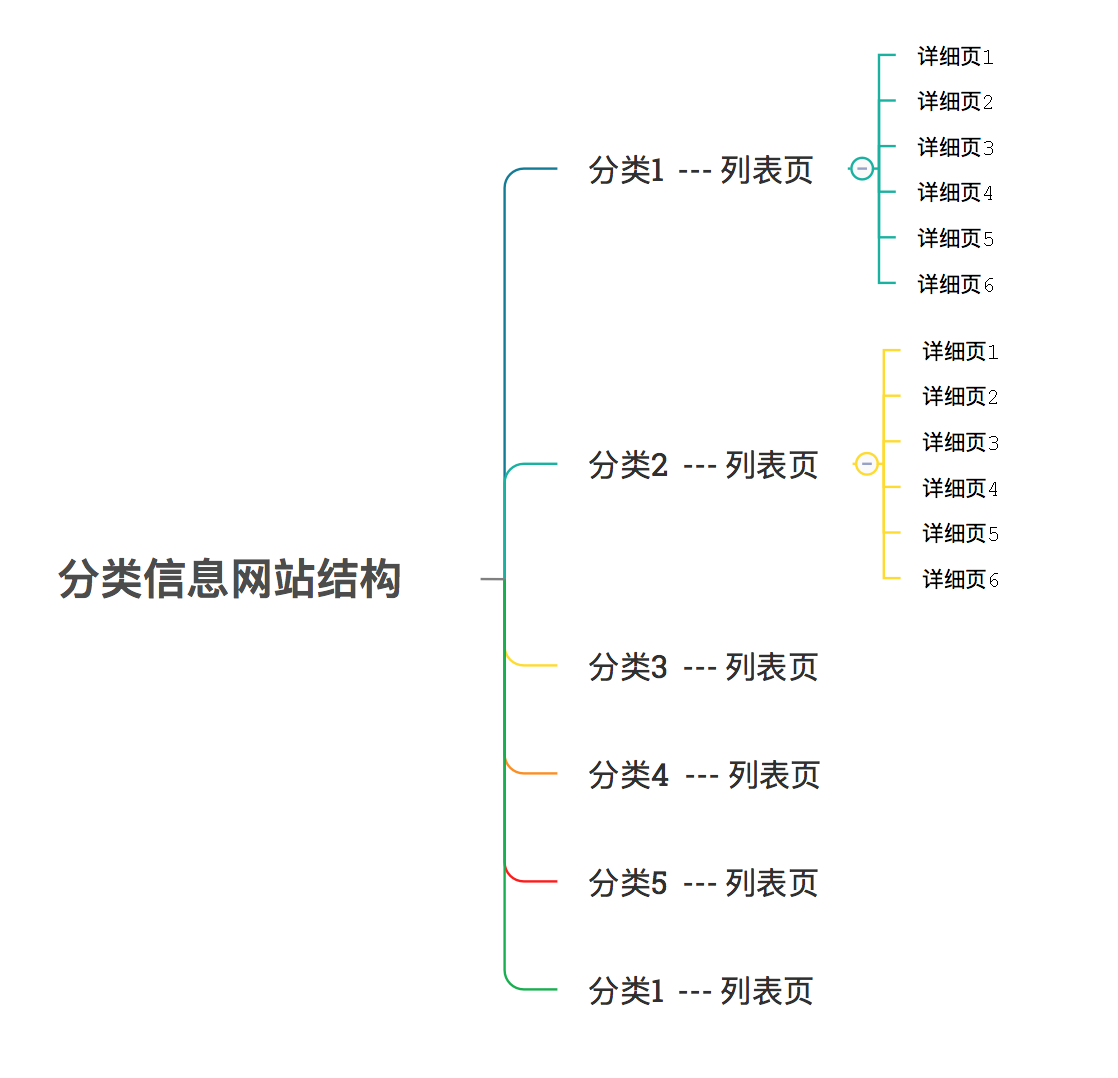 分类信息网站结构
分类1 --- 列表页
详细页1
详细页2
详细页3
详细页4
详细页5
详细页6
分类2 --- 列表页
详细页1
详细页2
详细页3
详细页4
详细页5
详细页6
分类3 --- 列表页
分类4 --- 列表页
分类5 --- 列表页
分类1 --- 列表页